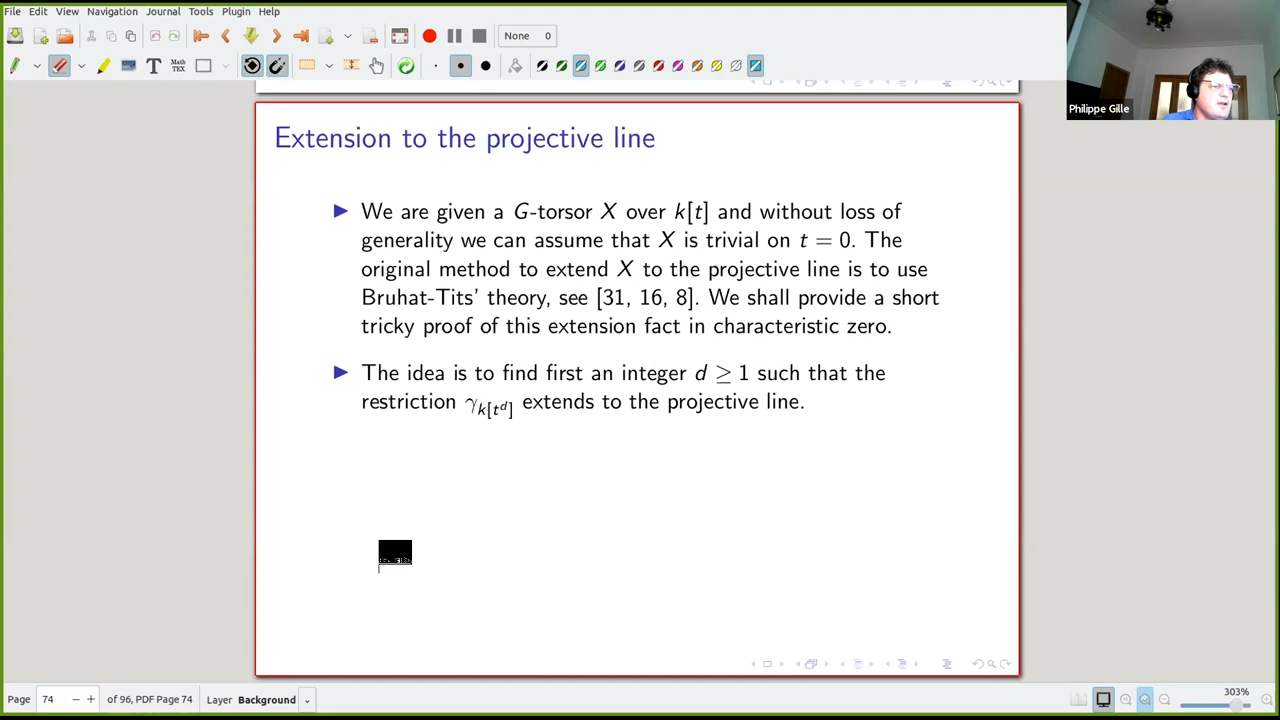 File Edit View Navigation Journal Tools Plugin Help
None 0
Philippe Gille
Extension to the projective line
▶ We are given a G-torsor X over k[t] and without loss of
generality we can assume that X is trivial on t = 0. The
original method to extend X to the projective line is to use
Bruhat-Tits' theory, see [31, 16, 8]. We shall provide a short
tricky proof of this extension fact in characteristic zero.
▶ The idea is to find first an integer d ≥ 1 such that the
restriction γ_{k[t^d]} extends to the projective line.
Page 74 − + of 96, PDF Page 74 Layer Background
303%